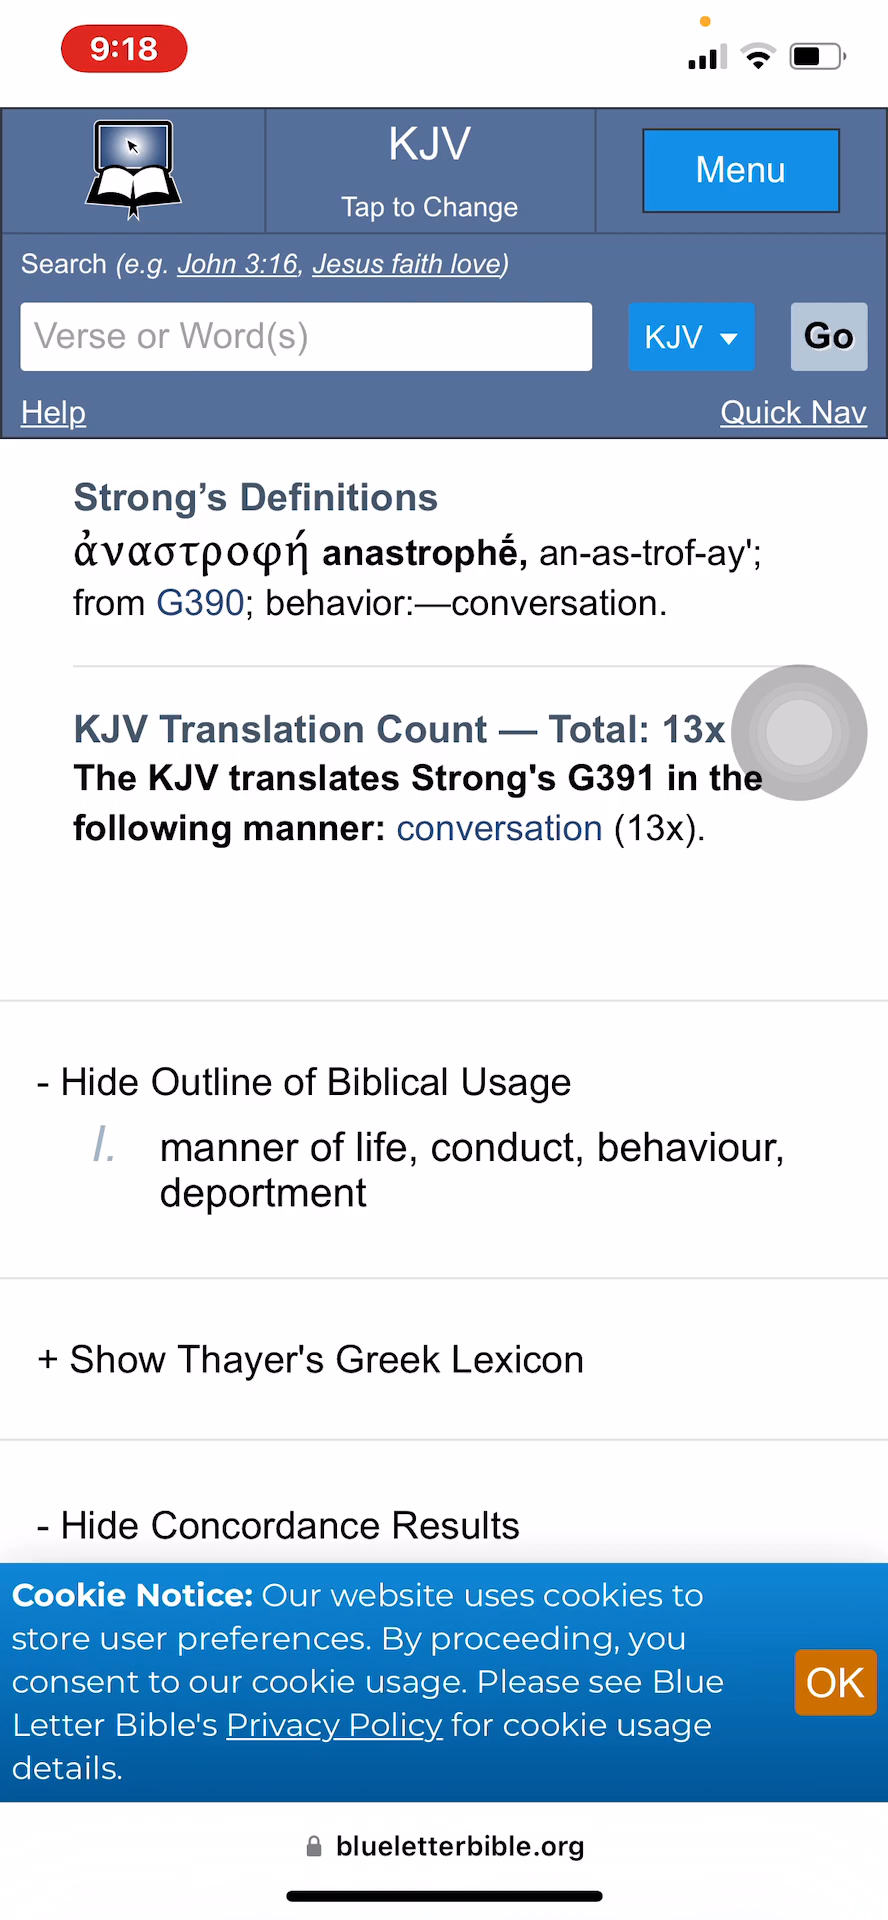 9:18
KJV
Tap to Change
Menu
Search (e.g. John 3:16, Jesus faith love)
Verse or Word(s)
KJV
Go
Help
Quick Nav
Strong’s Definitions
ἀναστροφή anastrophḗ, an-as-trof-ay';
from G390; behavior:—conversation.
KJV Translation Count — Total: 13x
The KJV translates Strong's G391 in the
following manner: conversation (13x).
- Hide Outline of Biblical Usage
I. manner of life, conduct, behaviour,
deportment
+ Show Thayer's Greek Lexicon
- Hide Concordance Results
Cookie Notice: Our website uses cookies to
store user preferences. By proceeding, you
consent to our cookie usage. Please see Blue
Letter Bible's Privacy Policy for cookie usage
details.
OK
blueletterbible.org